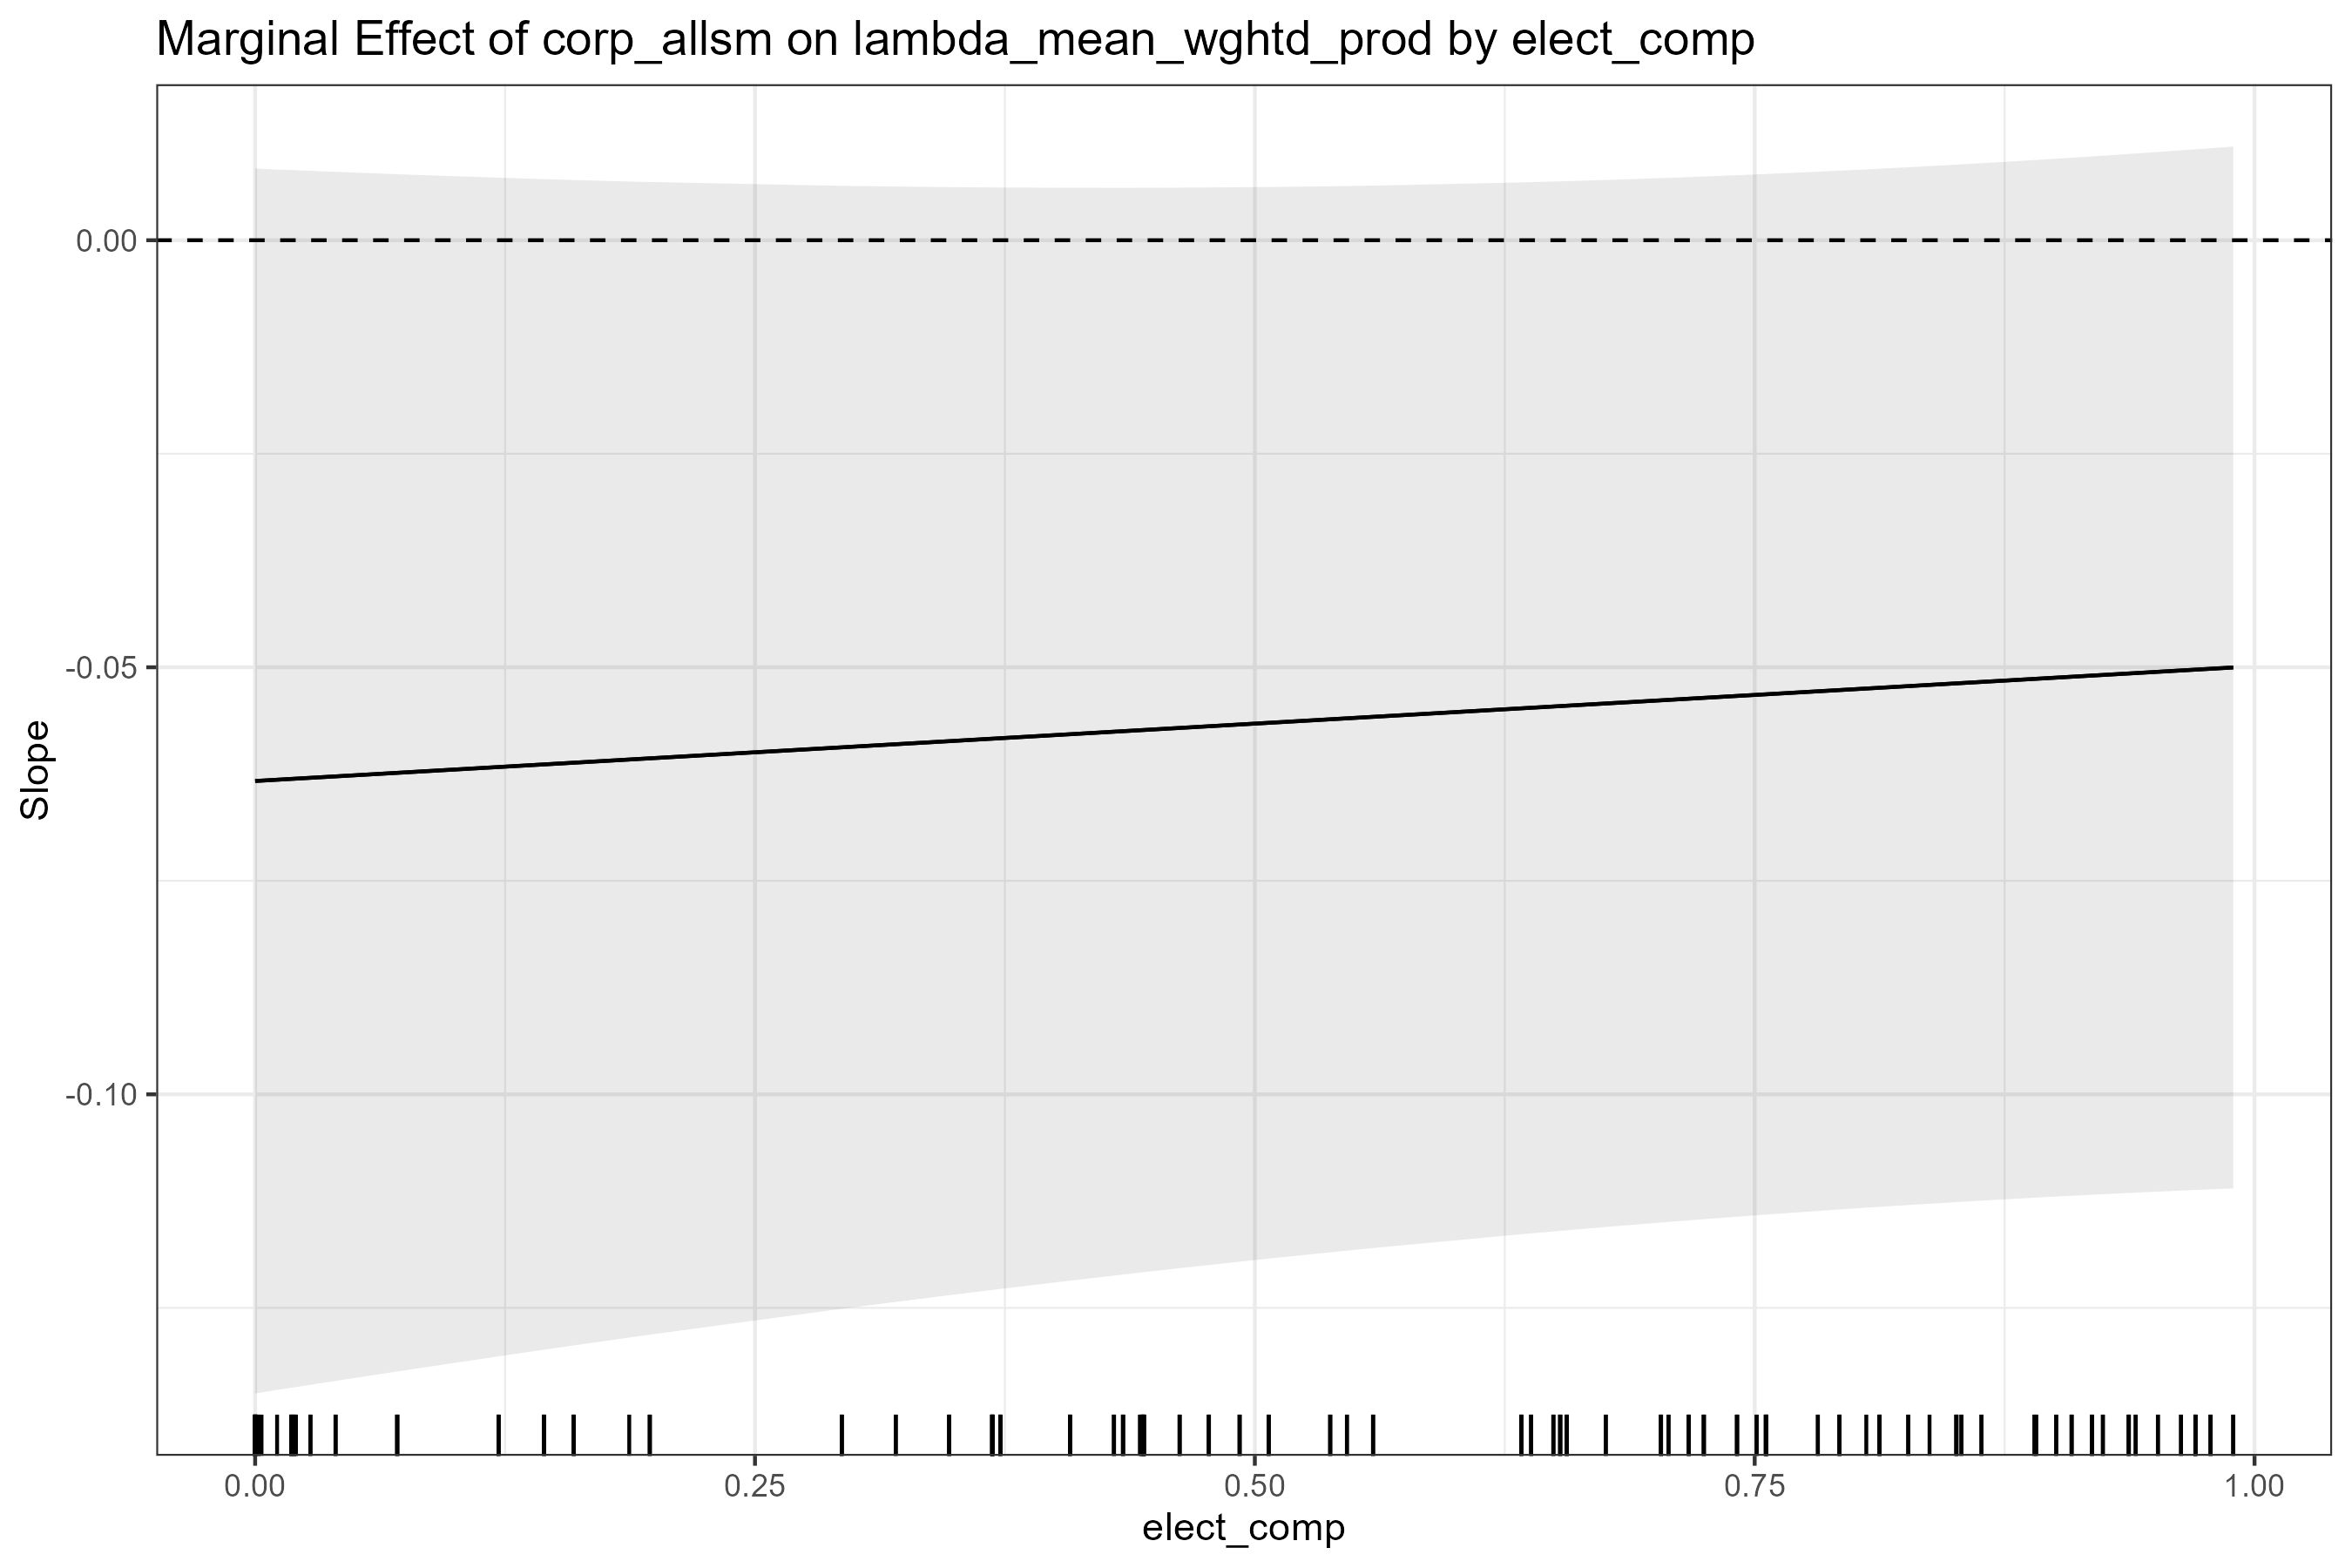 Marginal Effect of corp_allsm on lambda_mean_wghtd_prod by elect_comp
0.00
-0.05
-0.10
Slope
0.00 0.25 0.50 0.75 1.00
elect_comp